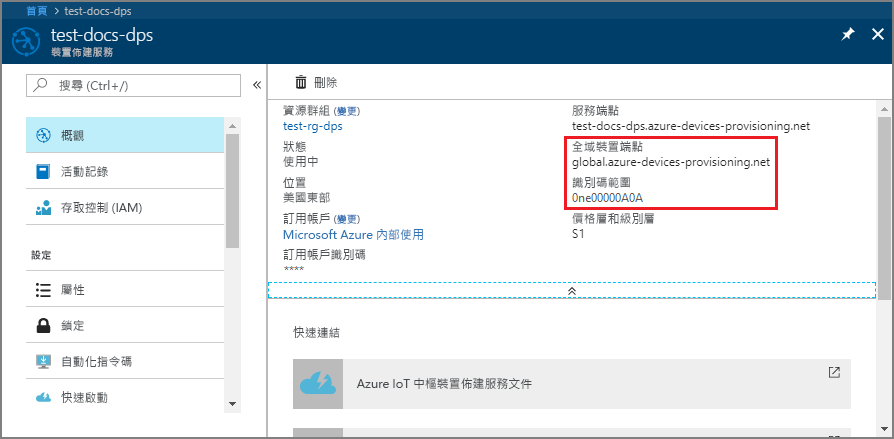 首頁 > test-docs-dps
test-docs-dps
裝置佈建服務
搜尋 (Ctrl+/)
概觀
活動記錄
存取控制 (IAM)
設定
屬性
鎖定
自動化指令碼
快速啟動
刪除
資源群組 (變更)
test-rg-dps
狀態
使用中
位置
美國東部
訂用帳戶 (變更)
Microsoft Azure 內部使用
訂用帳戶識別碼
****
服務端點
test-docs-dps.azure-devices-provisioning.net
全域裝置端點
global.azure-devices-provisioning.net
識別碼範圍
0ne00000A0A
價格層和級別層
S1
快速連結
Azure IoT 中樞裝置佈建服務文件